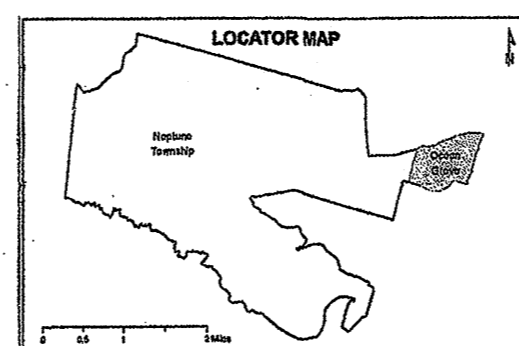 LOCATOR MAP
N
Neptune
Township
Ocean
Grove
0 0.5 1 2 Miles